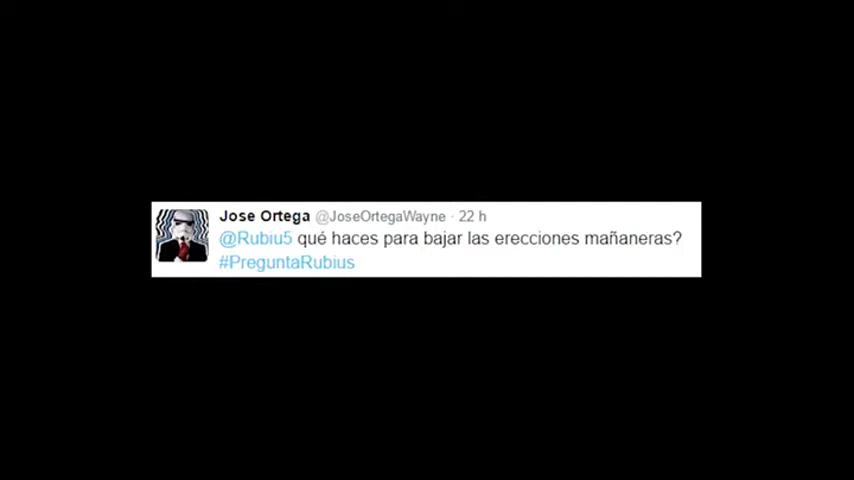 Jose Ortega @JoseOrtegaWayne · 22 h
@Rubiu5 qué haces para bajar las erecciones mañaneras?
#PreguntaRubius